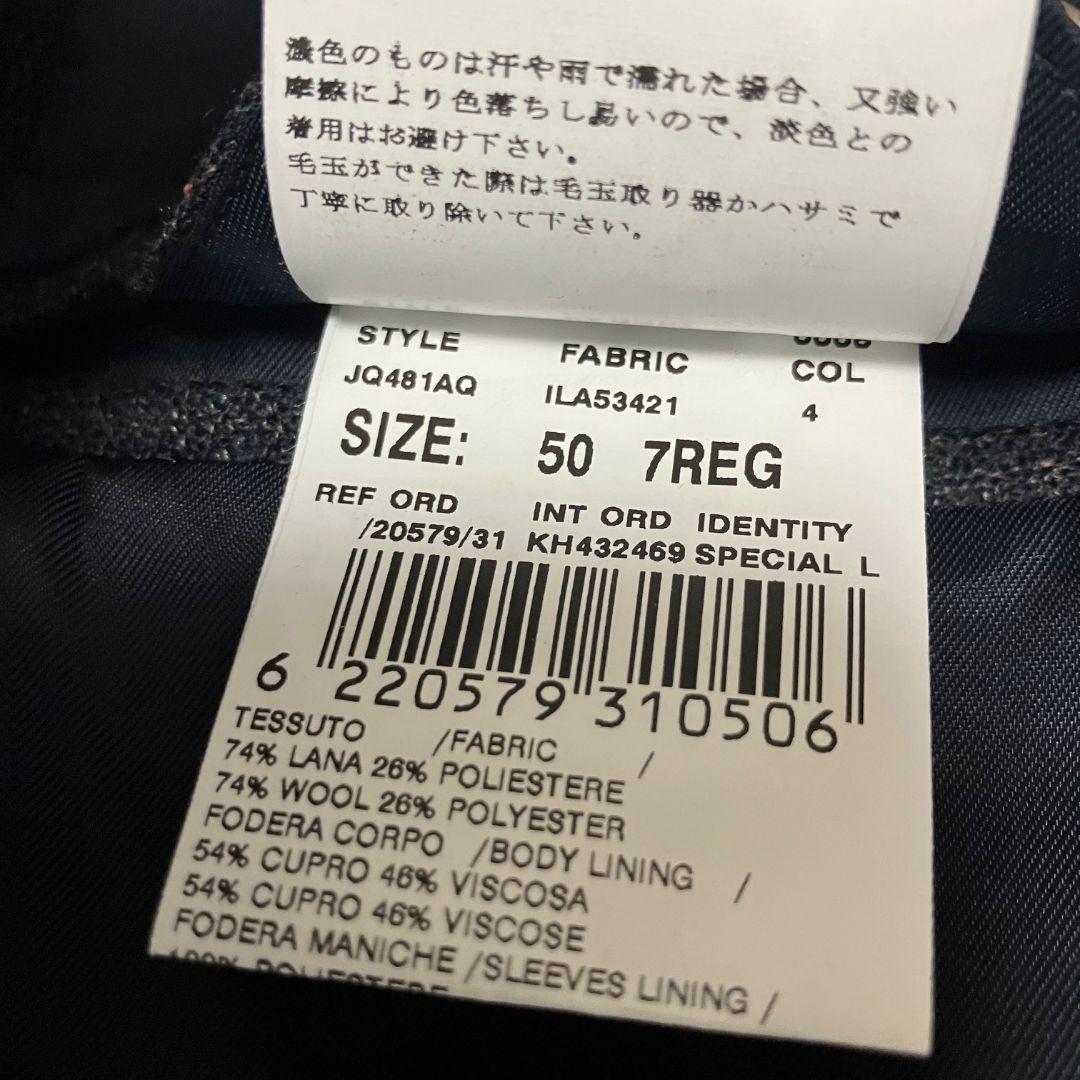 濃色のものは汗や雨で濡れた場合、又強い
摩擦により色落ちし易いので、淡色との
着用はお避け下さい。
毛玉ができた際は毛玉取り器かハサミで
丁寧に取り除いて下さい。
STYLE FABRIC COL
JQ481AQ ILA53421 4
SIZE: 50 7REG
REF ORD INT ORD IDENTITY
/20579/31 KH432469 SPECIAL L
6 220579 310506
TESSUTO /FABRIC /
74% LANA 26% POLIESTERE
74% WOOL 26% POLYESTER
FODERA CORPO /BODY LINING /
54% CUPRO 46% VISCOSA
54% CUPRO 46% VISCOSE
FODERA MANICHE /SLEEVES LINING /
100% POLIESTERE